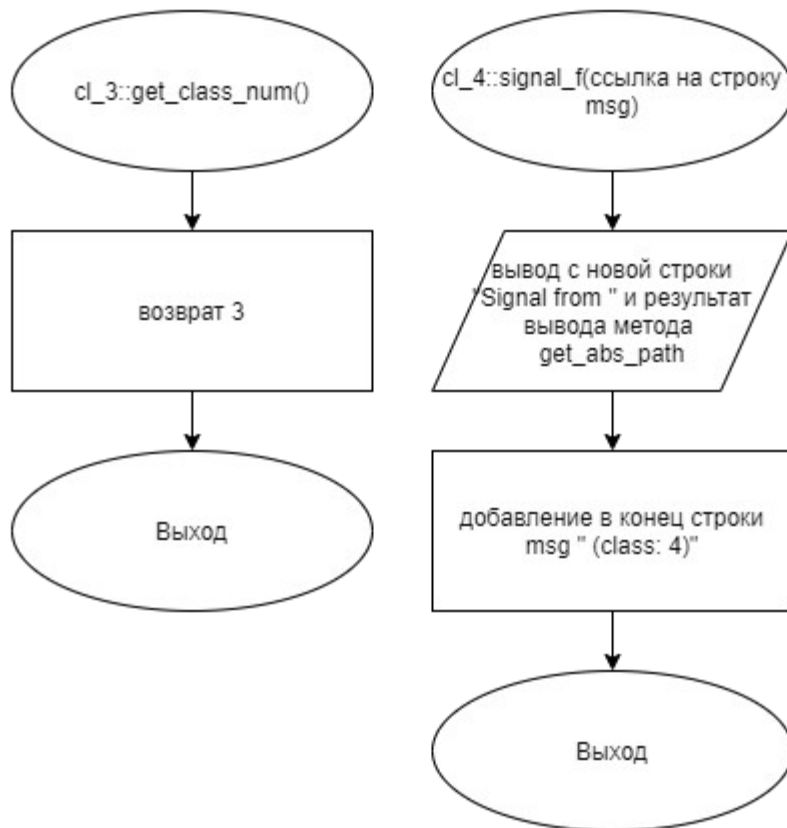 cl_3::get_class_num()
возврат 3
Выход
cl_4::signal_f(ссылка на строку
msg)
вывод с новой строки
"Signal from " и результат
вывода метода
get_abs_path
добавление в конец строки
msg " (class: 4)"
Выход